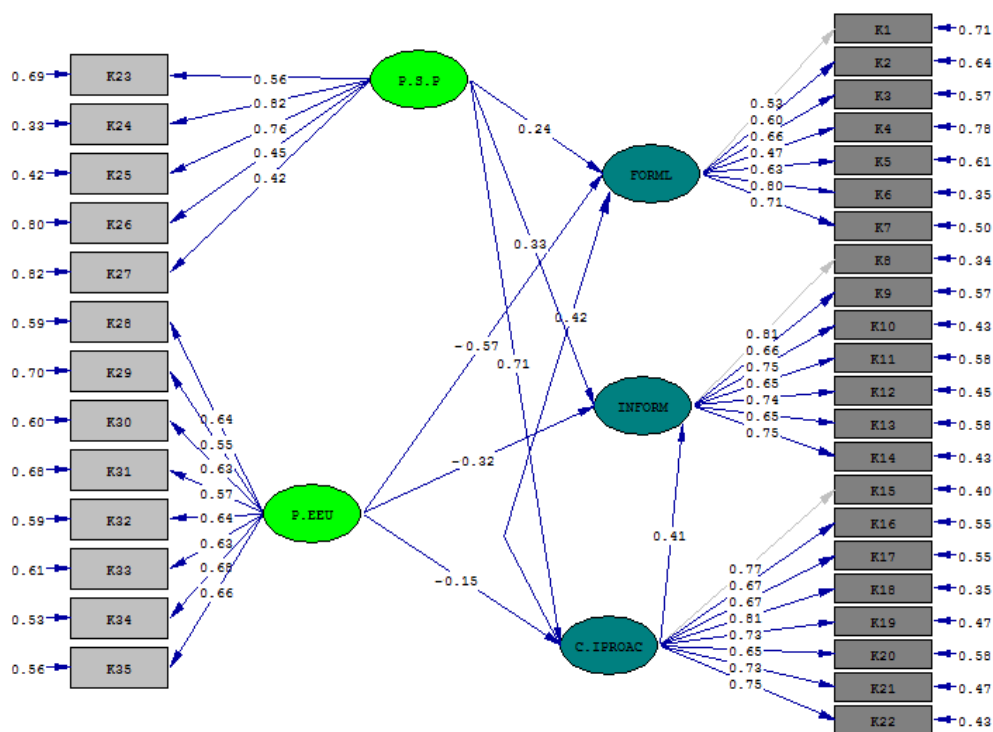 0.69 K23
0.33 K24
0.42 K25
0.80 K26
0.82 K27
0.59 K28
0.70 K29
0.60 K30
0.68 K31
0.59 K32
0.61 K33
0.53 K34
0.56 K35
0.56
0.82
0.76
0.45
0.42
0.64
0.55
0.63
0.57
0.64
0.63
0.68
0.66
P.S.P
P.EEU
0.24
0.33
0.42
-0.57
0.71
-0.32
-0.15
0.41
FORML
INFORM
C.IPROAC
0.53
0.60
0.66
0.47
0.63
0.80
0.71
0.81
0.66
0.75
0.65
0.74
0.65
0.75
0.77
0.67
0.67
0.81
0.73
0.65
0.73
0.75
K1 0.71
K2 0.64
K3 0.57
K4 0.78
K5 0.61
K6 0.35
K7 0.50
K8 0.34
K9 0.57
K10 0.43
K11 0.58
K12 0.45
K13 0.58
K14 0.43
K15 0.40
K16 0.55
K17 0.55
K18 0.35
K19 0.47
K20 0.58
K21 0.47
K22 0.43